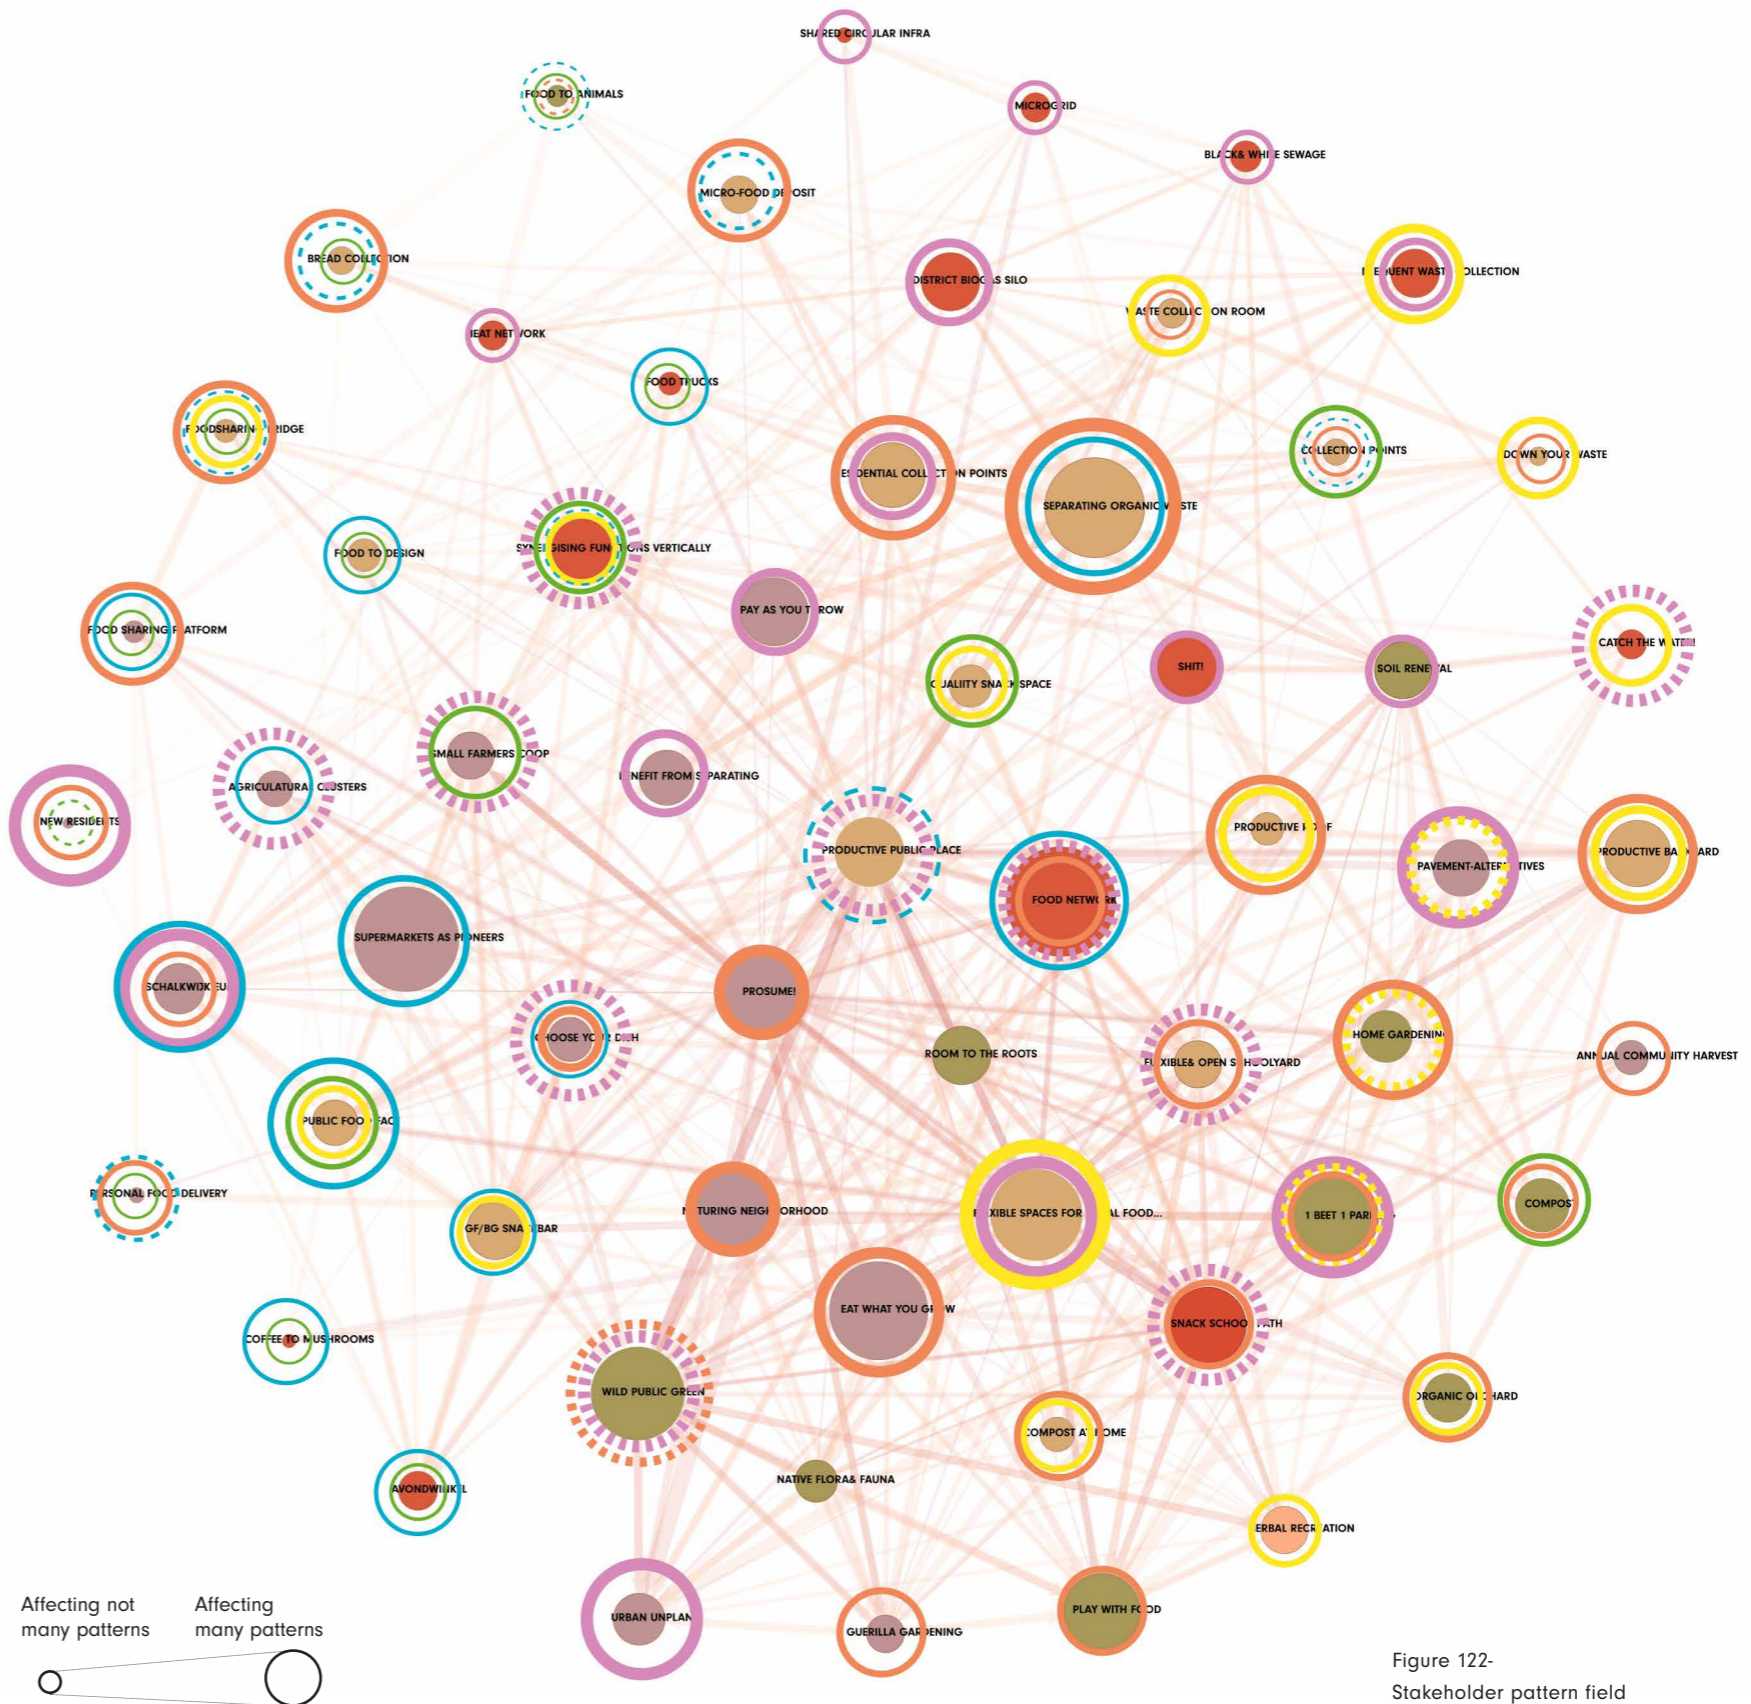 SHARED CIRCULAR INFRA
FOOD TO ANIMALS
MICROGRID
BLACK& WHITE SEWAGE
MICRO-FOOD DEPOSIT
BREAD COLLECTION
DISTRICT BIOGAS SILO
COLLECTION
HEAT NETWORK
WASTE COLLECTION ROOM
FOOD TRUCKS
FOODSHARING FRIDGE
COLLECTION POINTS
DOWN YOUR WASTE
COLLECTION POINTS
SEPARATING ORGANIC WASTE
FOOD TO DESIGN
SYNERGISING FUNCTIONS VERTICALLY
PAY AS YOU THROW
FOOD SHARING PLATFORM
CATCH THE WATER!
SHIT!
SOIL RENEWAL
QUALIITY SNACK SPACE
SMALL FARMERS COOP
BENEFIT FROM SEPARATING
AGRICULATURAL CLUSTERS
NEW RESIDENTS
PRODUCTIVE PUBLIC PLACE
PRODUCTIVE ROOF
PAVEMENT-ALTERNATIVES
PRODUCTIVE BACKYARD
FOOD NETWORK
SUPERMARKETS AS PIONEERS
SCHALKWIJK EU
PROSUME!
CHOOSE YOUR DISH
ROOM TO THE ROOTS
FLEXIBLE& OPEN SCHOOLYARD
HOME GARDENING
ANNUAL COMMUNITY HARVEST
PUBLIC FOOD FAC
PERSONAL FOOD DELIVERY
GF/BG SNACKBAR
NURTURING NEIGHBORHOOD
FLEXIBLE SPACES FOR AL FOOD...
1 BEET 1 PARKING
COMPOST
EAT WHAT YOU GROW
SNACK SCHOOL PATH
COFFEE TO MUSHROOMS
WILD PUBLIC GREEN
ORGANIC ORCHARD
COMPOST AT HOME
NATIVE FLORA& FAUNA
AVONDWINKEL
HERBAL RECREATION
URBAN UNPLAN
GUERILLA GARDENING
PLAY WITH FOOD
Affecting not
many patterns
Affecting
many patterns
Figure 122-
Stakeholder pattern field